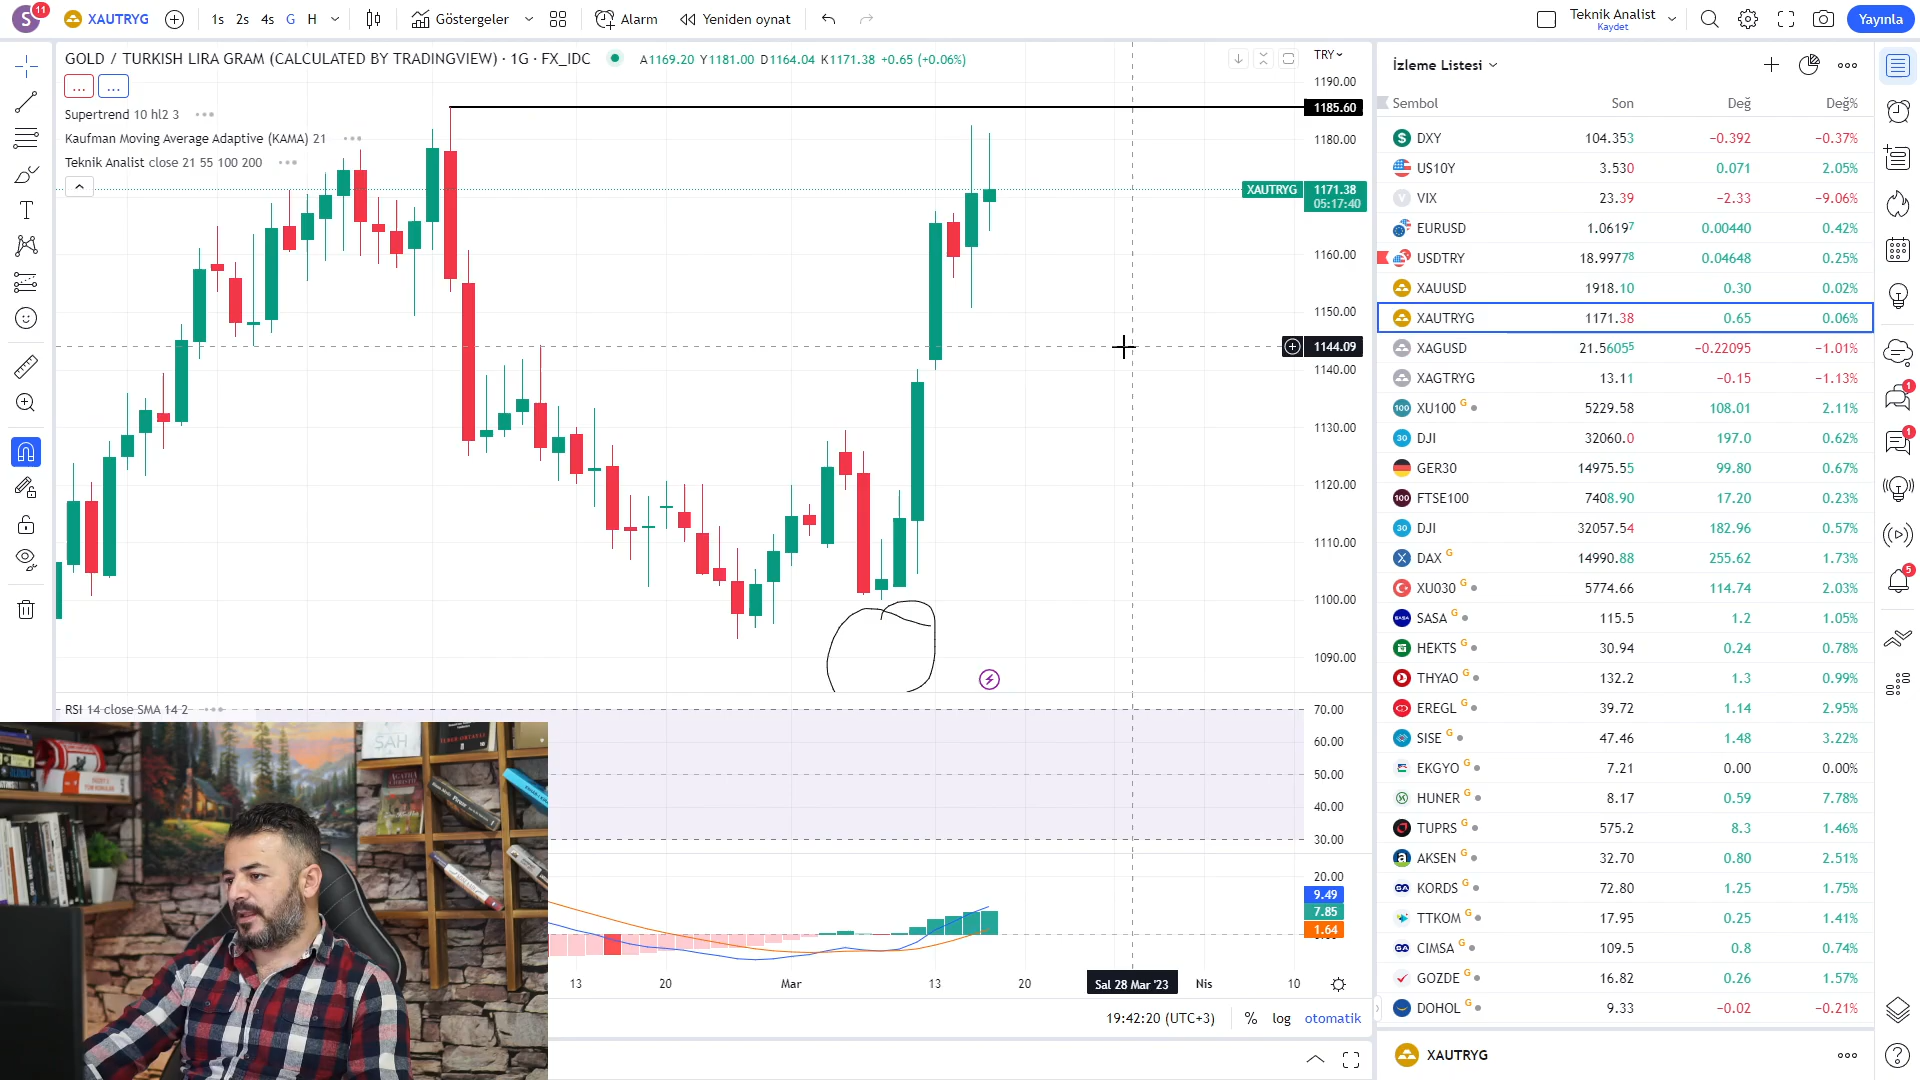 S 11 XAUTRYG 1s 2s 4s G H Göstergeler Alarm Yeniden oynat Teknik Analist Kaydet Yayınla
GOLD / TURKISH LIRA GRAM (CALCULATED BY TRADINGVIEW) · 1G · FX_IDC A1169.20 Y1181.00 D1164.04 K1171.38 +0.65 (+0.06%)
... ...
Supertrend 10 hl2 3
Kaufman Moving Average Adaptive (KAMA) 21
Teknik Analist close 21 55 100 200
TRY
1190.00
1185.60
1180.00
XAUTRYG 1171.38
05:17:40
1160.00
1150.00
1144.09
1140.00
1130.00
1120.00
1110.00
1100.00
1090.00
RSI 14 close SMA 14 2
70.00
60.00
50.00
40.00
30.00
20.00
9.49
7.85
1.64
13 20 Mar 13 20 Sal 28 Mar '23 Nis 10
19:42:20 (UTC+3) % log otomatik
İzleme Listesi
Sembol Son Değ Değ%
DXY 104.353 −0.392 −0.37%
US10Y 3.530 0.071 2.05%
V VIX 23.39 −2.33 −9.06%
EURUSD 1.06197 0.00440 0.42%
USDTRY 18.99778 0.04648 0.25%
XAUUSD 1918.10 0.30 0.02%
XAUTRYG 1171.38 0.65 0.06%
XAGUSD 21.56055 −0.22095 −1.01%
XAGTRYG 13.11 −0.15 −1.13%
100 XU100 G 5229.58 108.01 2.11%
30 DJI 32060.0 197.0 0.62%
GER30 14975.55 99.80 0.67%
100 FTSE100 7408.90 17.20 0.23%
30 DJI 32057.54 182.96 0.57%
DAX G 14990.88 255.62 1.73%
XU030 G 5774.66 114.74 2.03%
SASA G 115.5 1.2 1.05%
HEKTS G 30.94 0.24 0.78%
THYAO G 132.2 1.3 0.99%
EREGL G 39.72 1.14 2.95%
SISE G 47.46 1.48 3.22%
EKGYO G 7.21 0.00 0.00%
HUNER G 8.17 0.59 7.78%
TUPRS G 575.2 8.3 1.46%
AKSEN G 32.70 0.80 2.51%
KORDS G 72.80 1.25 1.75%
TTKOM G 17.95 0.25 1.41%
CIMSA G 109.5 0.8 0.74%
GOZDE G 16.82 0.26 1.57%
DOHOL G 9.33 −0.02 −0.21%
XAUTRYG
1
1
5
ŞAH
AGATHA